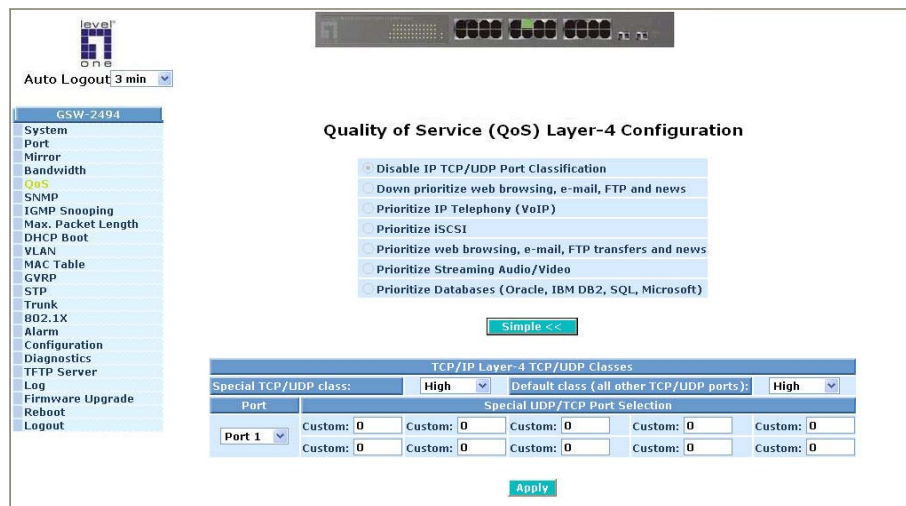 level
one
Auto Logout 3 min
GSW-2494
System
Port
Mirror
Bandwidth
QoS
SNMP
IGMP Snooping
Max. Packet Length
DHCP Boot
VLAN
MAC Table
GVRP
STP
Trunk
802.1X
Alarm
Configuration
Diagnostics
TFTP Server
Log
Firmware Upgrade
Reboot
Logout
Quality of Service (QoS) Layer-4 Configuration
Disable IP TCP/UDP Port Classification
Down prioritize web browsing, e-mail, FTP and news
Prioritize IP Telephony (VoIP)
Prioritize iSCSI
Prioritize web browsing, e-mail, FTP transfers and news
Prioritize Streaming Audio/Video
Prioritize Databases (Oracle, IBM DB2, SQL, Microsoft)
Simple <<
TCP/IP Layer-4 TCP/UDP Classes
Special TCP/UDP class: High Default class (all other TCP/UDP ports): High
Port Special UDP/TCP Port Selection
Port 1
Custom: 0 Custom: 0 Custom: 0 Custom: 0 Custom: 0
Custom: 0 Custom: 0 Custom: 0 Custom: 0 Custom: 0
Apply